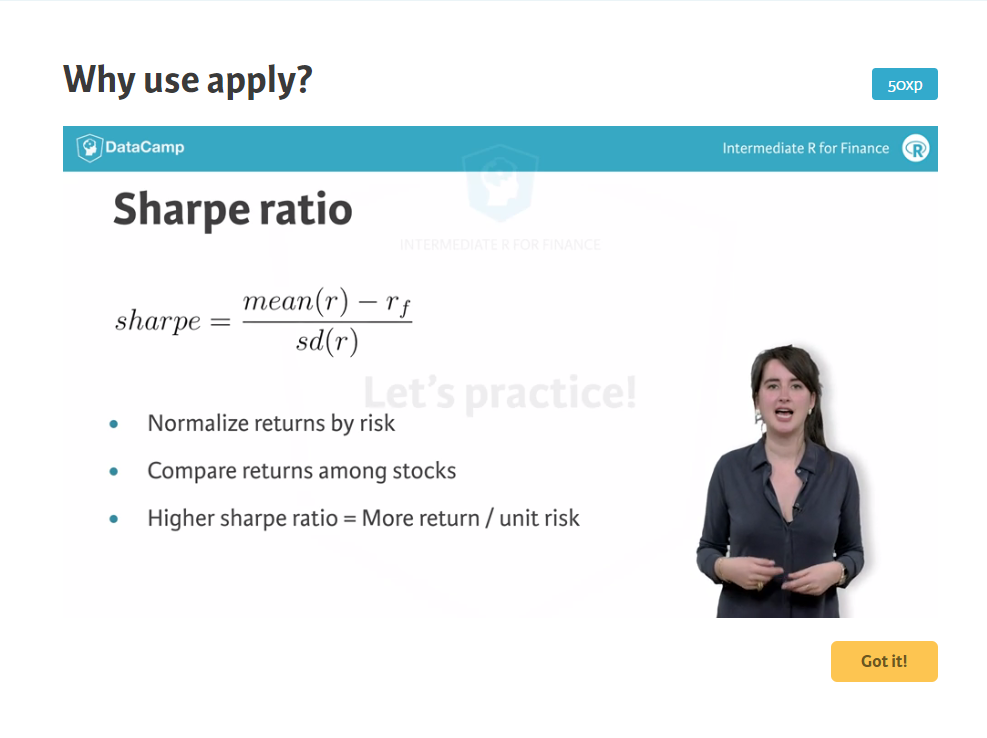 Why use apply?
50xp
DataCamp
Intermediate R for Finance
R
Sharpe ratio
INTERMEDIATE R FOR FINANCE
sharpe = (mean(r) − r_f) / sd(r)
Let's practice!
• Normalize returns by risk
• Compare returns among stocks
• Higher sharpe ratio = More return / unit risk
Got it!